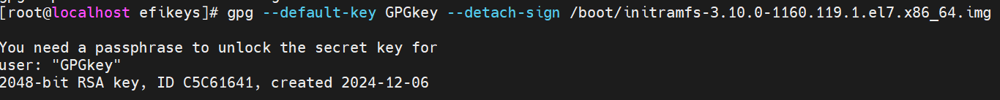 [root@localhost efikeys]# gpg --default-key GPGkey --detach-sign /boot/initramfs-3.10.0-1160.119.1.el7.x86_64.img
You need a passphrase to unlock the secret key for
user: "GPGkey"
2048-bit RSA key, ID C5C61641, created 2024-12-06